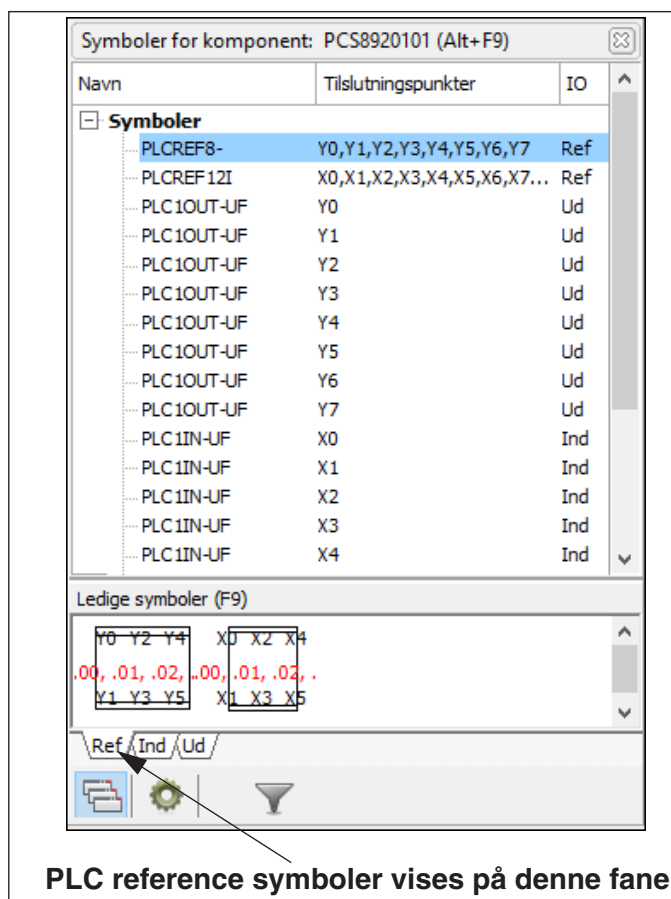 Symboler for komponent: PCS8920101 (Alt+F9)
Navn Tilslutningspunkter IO
Symboler
PLCREF8- Y0,Y1,Y2,Y3,Y4,Y5,Y6,Y7 Ref
PLCREF12I X0,X1,X2,X3,X4,X5,X6,X7... Ref
PLC1OUT-UF Y0 Ud
PLC1OUT-UF Y1 Ud
PLC1OUT-UF Y2 Ud
PLC1OUT-UF Y3 Ud
PLC1OUT-UF Y4 Ud
PLC1OUT-UF Y5 Ud
PLC1OUT-UF Y6 Ud
PLC1OUT-UF Y7 Ud
PLC1IN-UF X0 Ind
PLC1IN-UF X1 Ind
PLC1IN-UF X2 Ind
PLC1IN-UF X3 Ind
PLC1IN-UF X4 Ind
Ledige symboler (F9)
Y0 Y2 Y4 X0 X2 X4
.00, .01, .02, ..00, .01, .02, .
Y1 Y3 Y5 X1 X3 X5
Ref Ind Ud
PLC reference symboler vises på denne fane